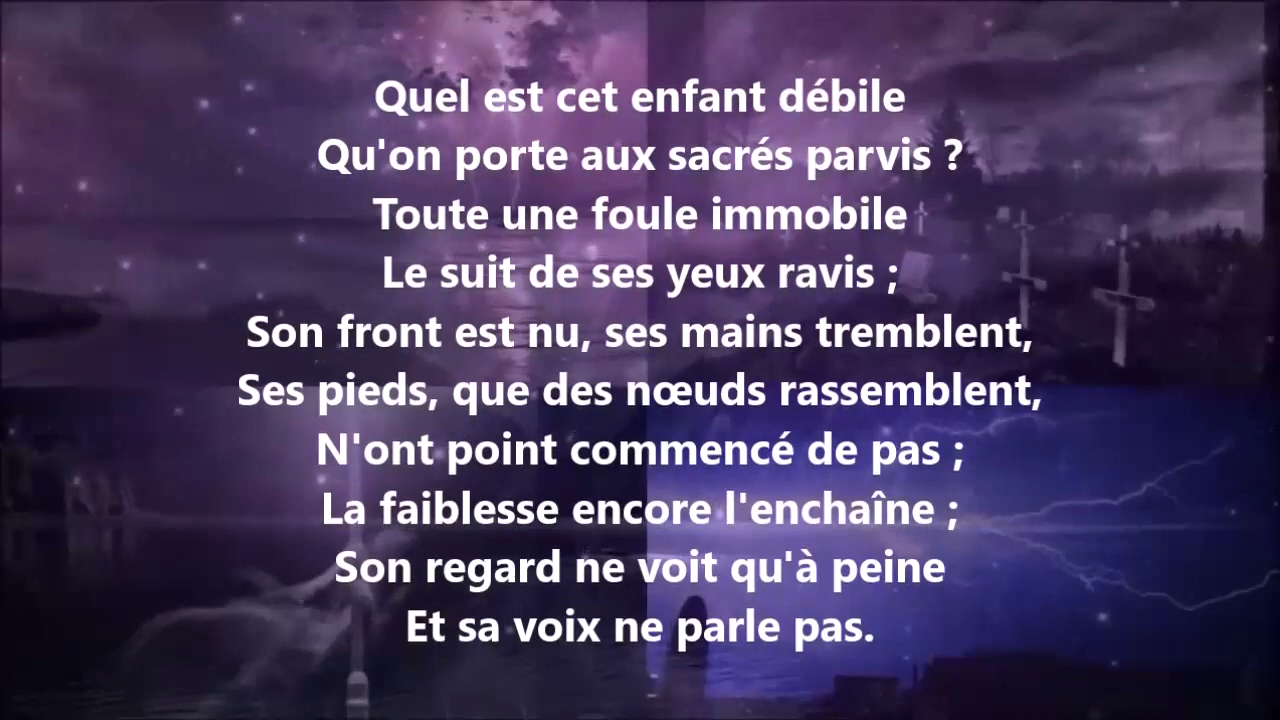 Quel est cet enfant débile
Qu'on porte aux sacrés parvis ?
Toute une foule immobile
Le suit de ses yeux ravis ;
Son front est nu, ses mains tremblent,
Ses pieds, que des nœuds rassemblent,
N'ont point commencé de pas ;
La faiblesse encore l'enchaîne ;
Son regard ne voit qu'à peine
Et sa voix ne parle pas.